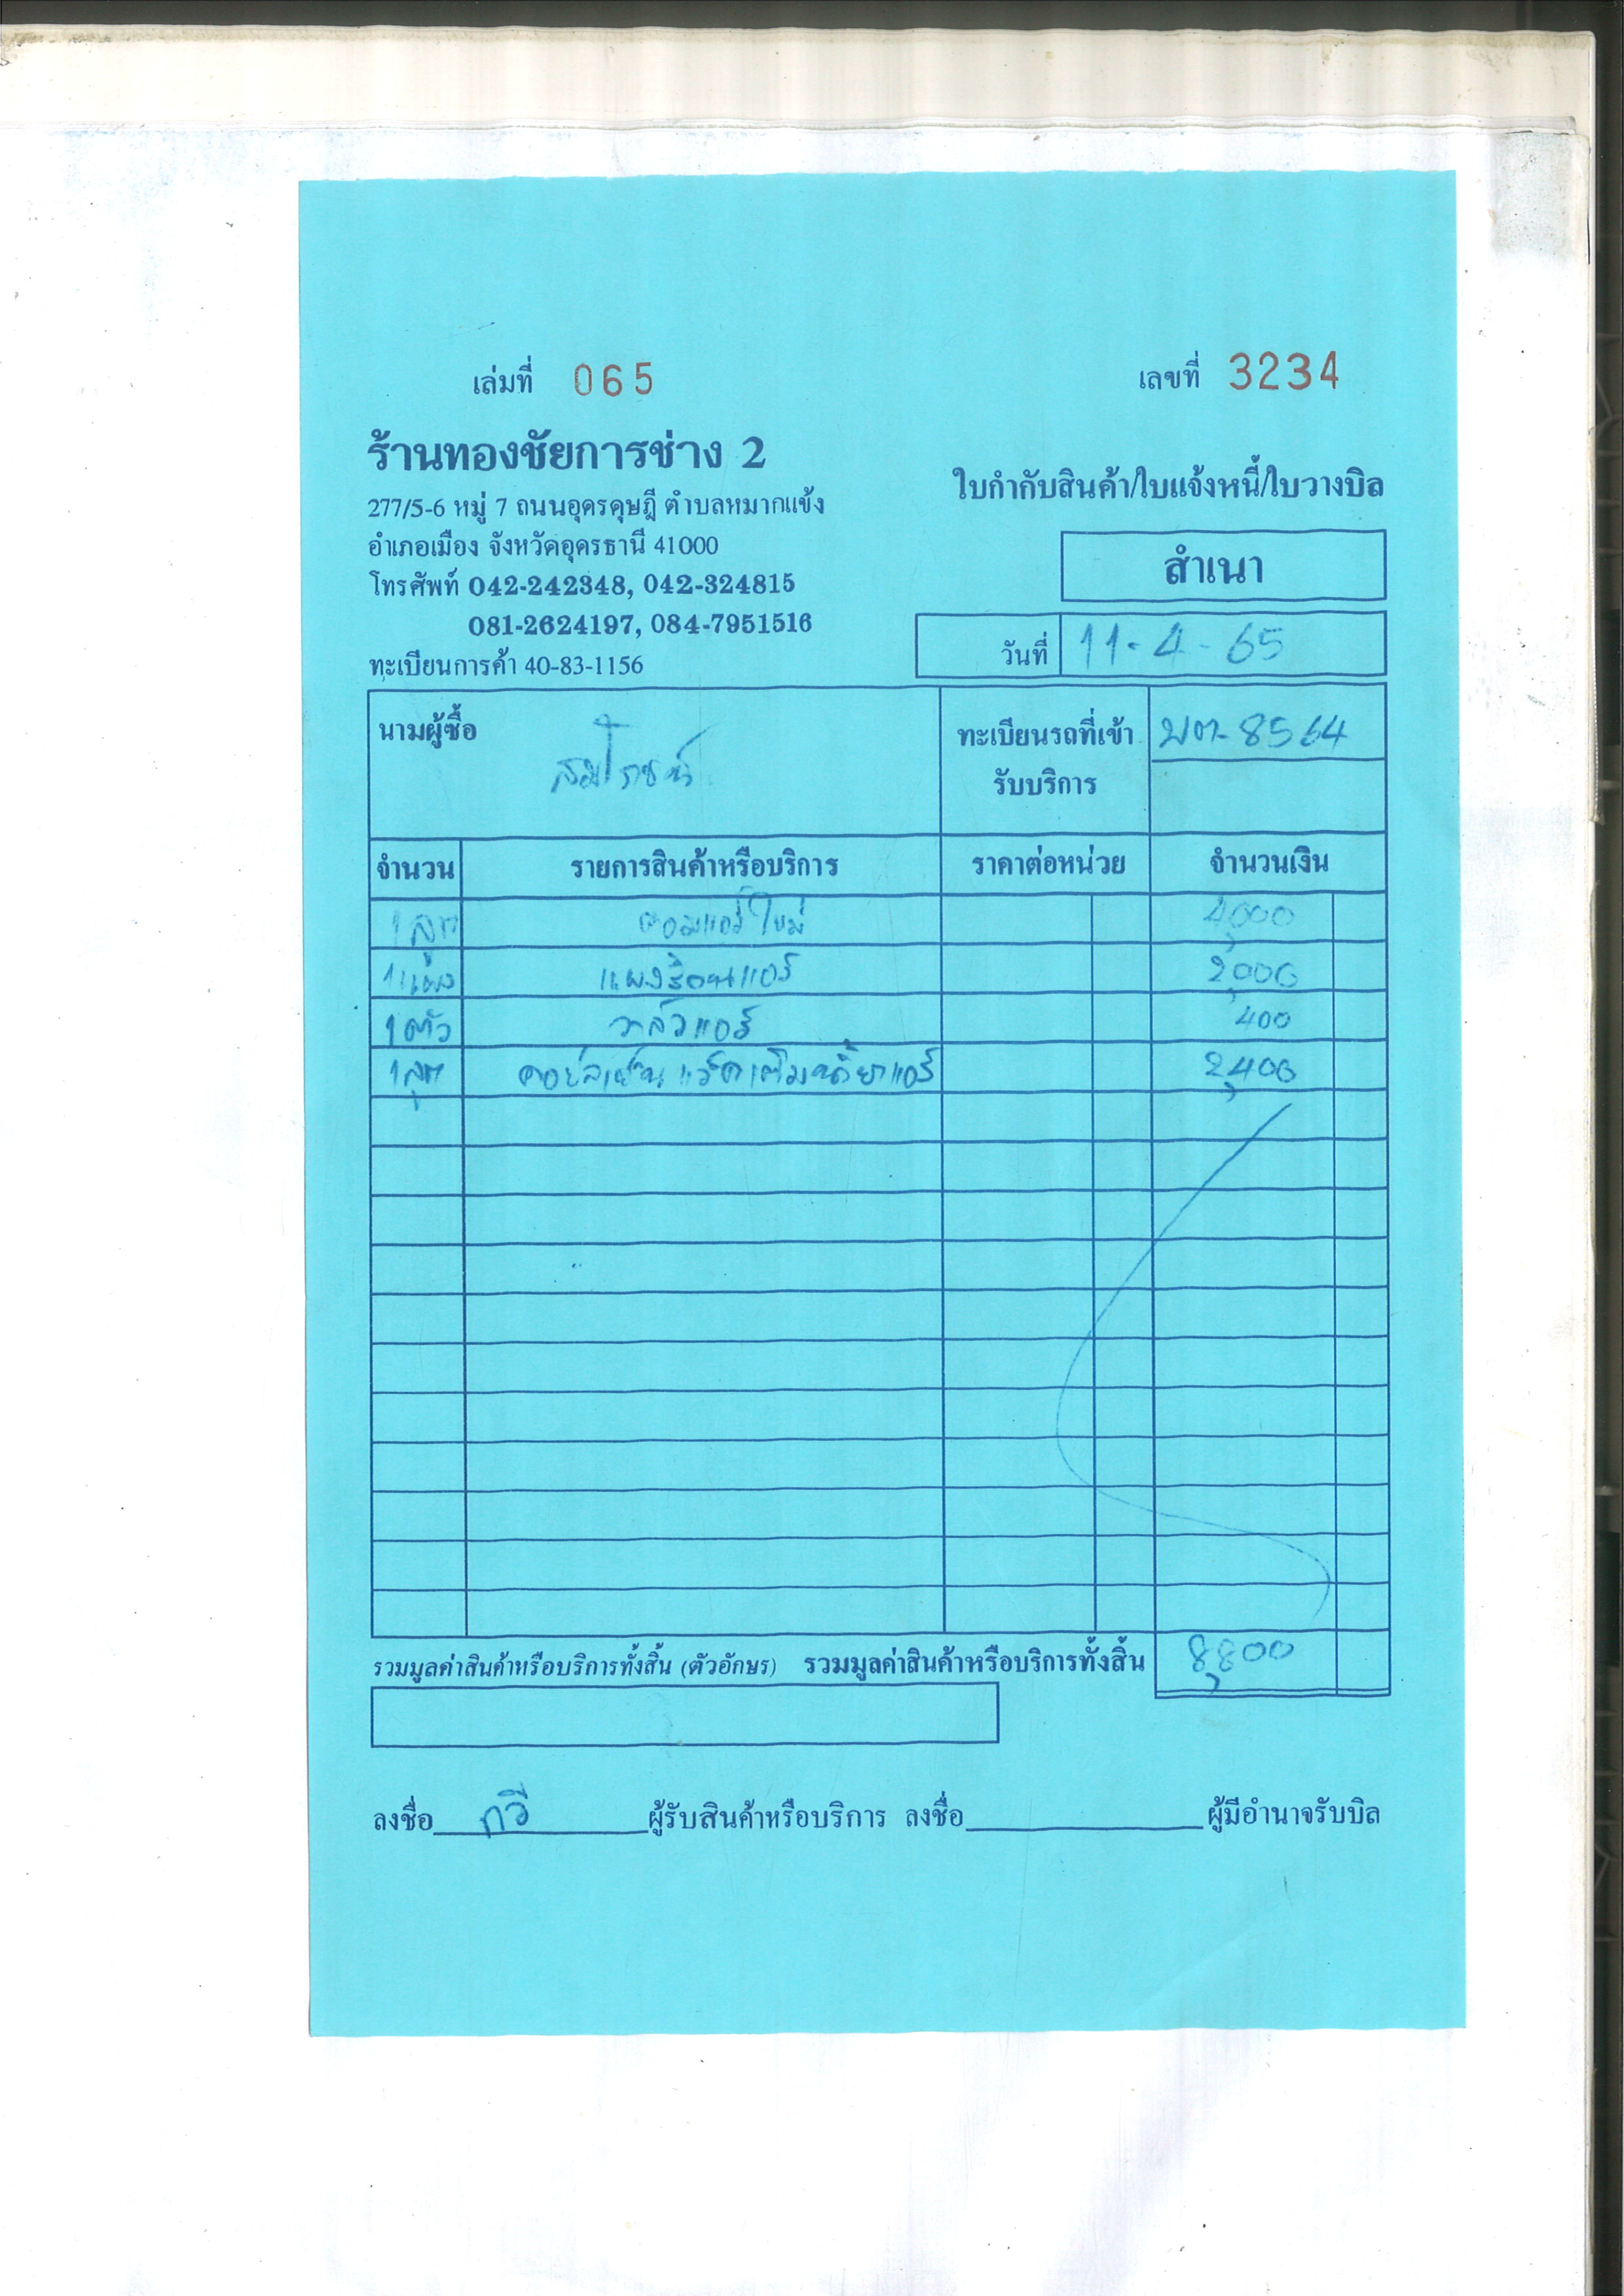 เล่มที่ 065 เลขที่ 3234
ร้านทองชัยการช่าง 2
277/5-6 หมู่ 7 ถนนอุดรดุษฎี ตำบลหมากแข้ง
อำเภอเมือง จังหวัดอุดรธานี 41000
โทรศัพท์ 042-242348, 042-324815
081-2624197, 084-7951516
ทะเบียนการค้า 40-83-1156
ใบกำกับสินค้า/ใบแจ้งหนี้/ใบวางบิล
สำเนา
วันที่ 11-4-65
นามผู้ซื้อ
ทะเบียนรถที่เข้า
รับบริการ
8564
จำนวน รายการสินค้าหรือบริการ ราคาต่อหน่วย จำนวนเงิน
1 ลูก คอมแอร์ใหม่ 4,000
1 แผง แผงร้อนแอร์ 2,000
1 ตัว วาล์วแอร์ 400
คอยล์เย็น 2,400
รวมมูลค่าสินค้าหรือบริการทั้งสิ้น (ตัวอักษร) รวมมูลค่าสินค้าหรือบริการทั้งสิ้น 8,800
ลงชื่อ กวี ผู้รับสินค้าหรือบริการ ลงชื่อ ผู้มีอำนาจรับบิล